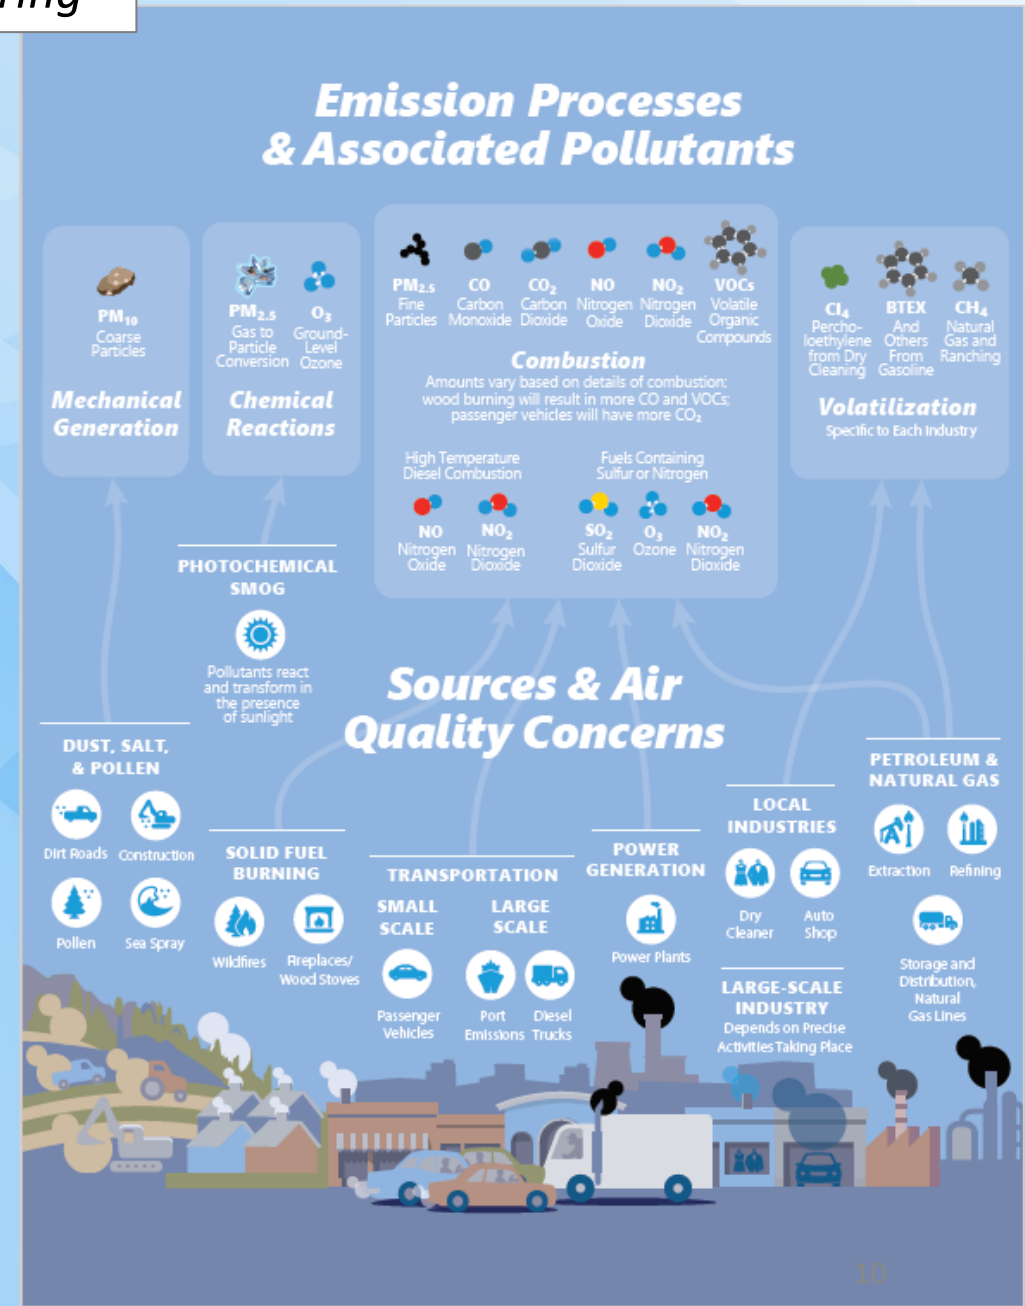 Emission Processes
& Associated Pollutants
PM10
Coarse
Particles
Mechanical
Generation
PM2.5
Gas to
Particle
Conversion
O3
Ground-
Level
Ozone
Chemical
Reactions
PM2.5
Fine
Particles
CO
Carbon
Monoxide
CO2
Carbon
Dioxide
NO
Nitrogen
Oxide
NO2
Nitrogen
Dioxide
VOCs
Volatile
Organic
Compounds
Combustion
Amounts vary based on details of combustion:
wood burning will result in more CO and VOCs;
passenger vehicles will have more CO2
High Temperature
Diesel Combustion
NO
Nitrogen
Oxide
NO2
Nitrogen
Dioxide
Fuels Containing
Sulfur or Nitrogen
SO2
Sulfur
Dioxide
O3
Ozone
NO2
Nitrogen
Dioxide
Cl4
Percho-
loethylene
from Dry
Cleaning
BTEX
And
Others
From
Gasoline
CH4
Natural
Gas and
Ranching
Volatilization
Specific to Each Industry
PHOTOCHEMICAL
SMOG
Pollutants react
and transform in
the presence
of sunlight
Sources & Air
Quality Concerns
DUST, SALT,
& POLLEN
Dirt Roads
Construction
Pollen
Sea Spray
SOLID FUEL
BURNING
Wildfires
Fireplaces/
Wood Stoves
TRANSPORTATION
SMALL
SCALE
Passenger
Vehicles
LARGE
SCALE
Port
Emissions
Diesel
Trucks
POWER
GENERATION
Power Plants
LOCAL
INDUSTRIES
Dry
Cleaner
Auto
Shop
LARGE-SCALE
INDUSTRY
Depends on Precise
Activities Taking Place
PETROLEUM &
NATURAL GAS
Extraction
Refining
Storage and
Distribution,
Natural
Gas Lines
10